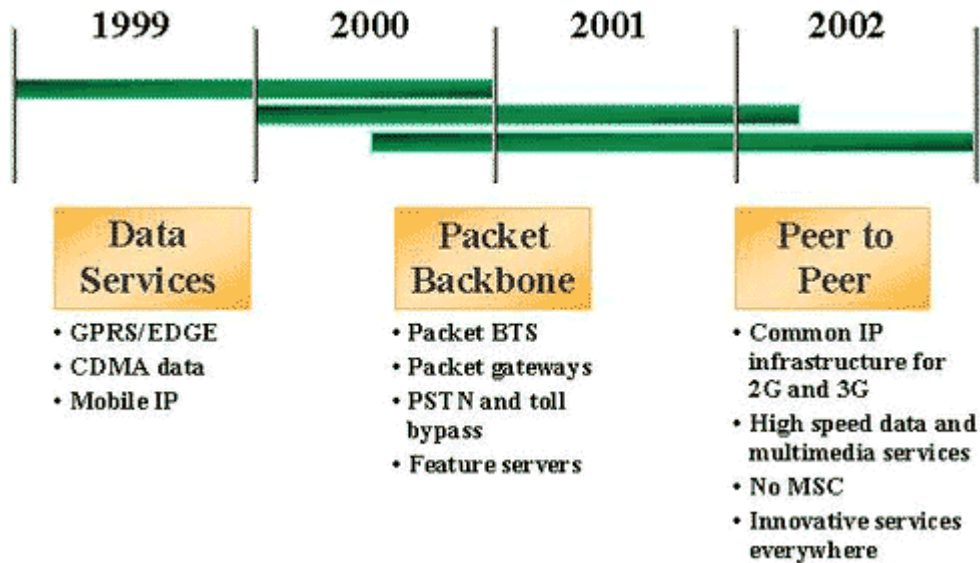 1999 2000 2001 2002
Data
Services
• GPRS/EDGE
• CDMA data
• Mobile IP
Packet
Backbone
• Packet BTS
• Packet gateways
• PSTN and toll
bypass
• Feature servers
Peer to
Peer
• Common IP
infrastructure for
2G and 3G
• High speed data and
multimedia services
• No MSC
• Innovative services
everywhere